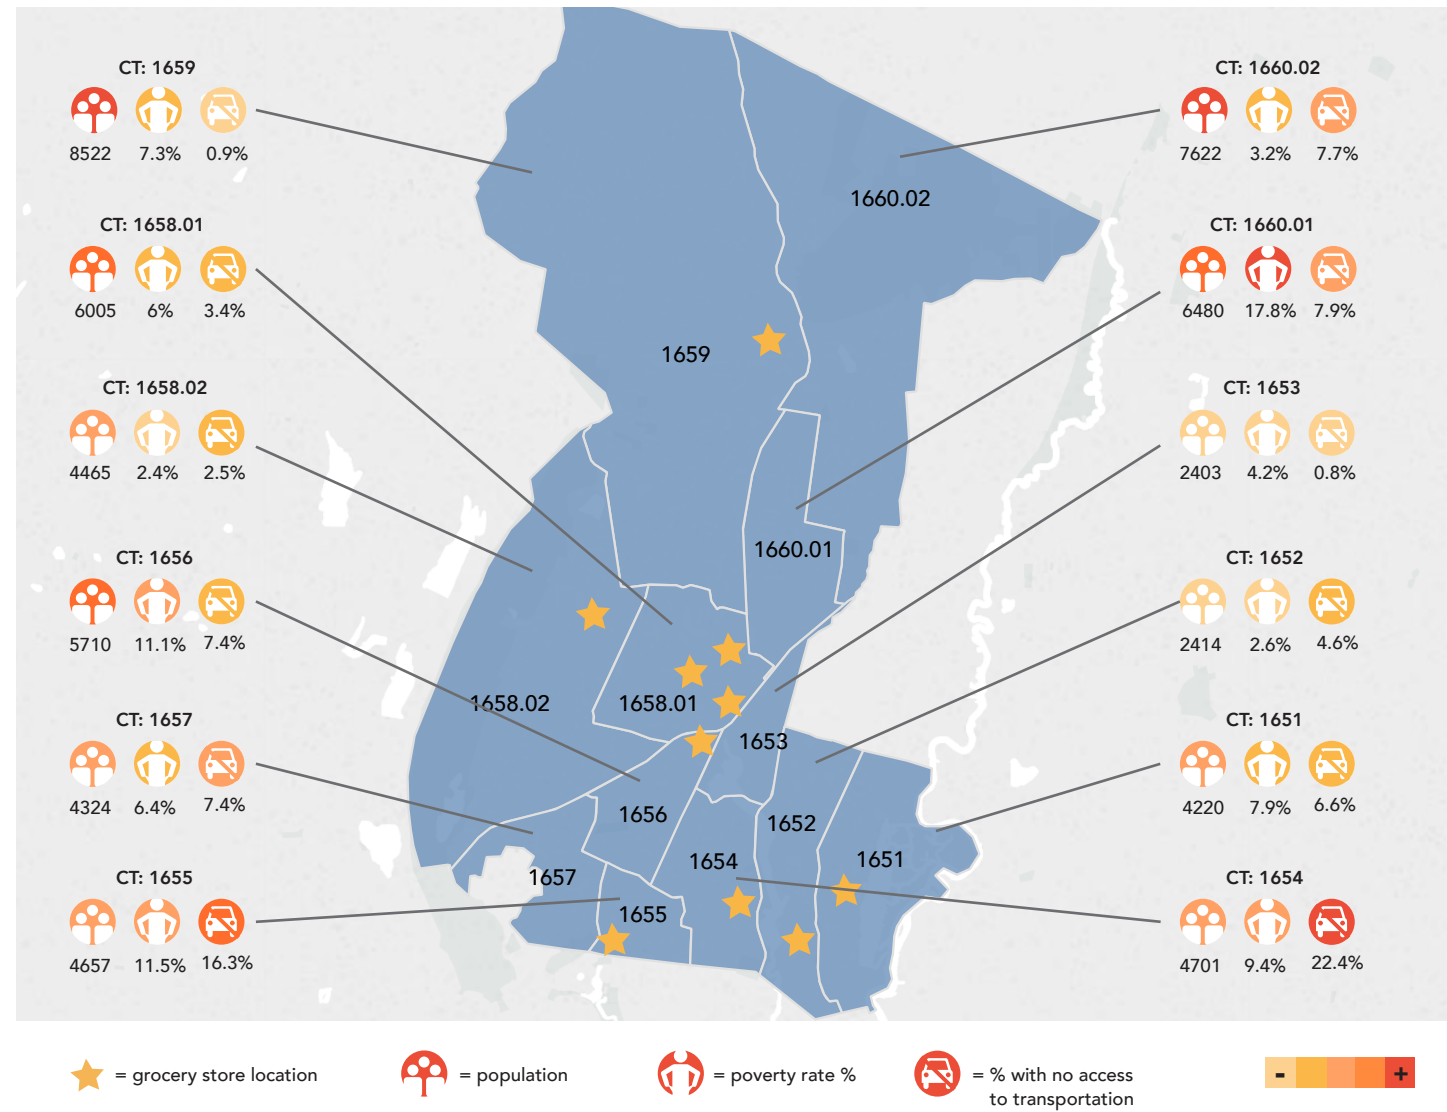 CT: 1659
8522 7.3% 0.9%
CT: 1658.01
6005 6% 3.4%
CT: 1658.02
4465 2.4% 2.5%
CT: 1656
5710 11.1% 7.4%
CT: 1657
4324 6.4% 7.4%
CT: 1655
4657 11.5% 16.3%
1660.02
1659
1660.01
1658.02
1658.01
1653
1656
1652
1654
1651
1657
1655
CT: 1660.02
7622 3.2% 7.7%
CT: 1660.01
6480 17.8% 7.9%
CT: 1653
2403 4.2% 0.8%
CT: 1652
2414 2.6% 4.6%
CT: 1651
4220 7.9% 6.6%
CT: 1654
4701 9.4% 22.4%
= grocery store location
= population
= poverty rate %
= % with no access
to transportation
- +